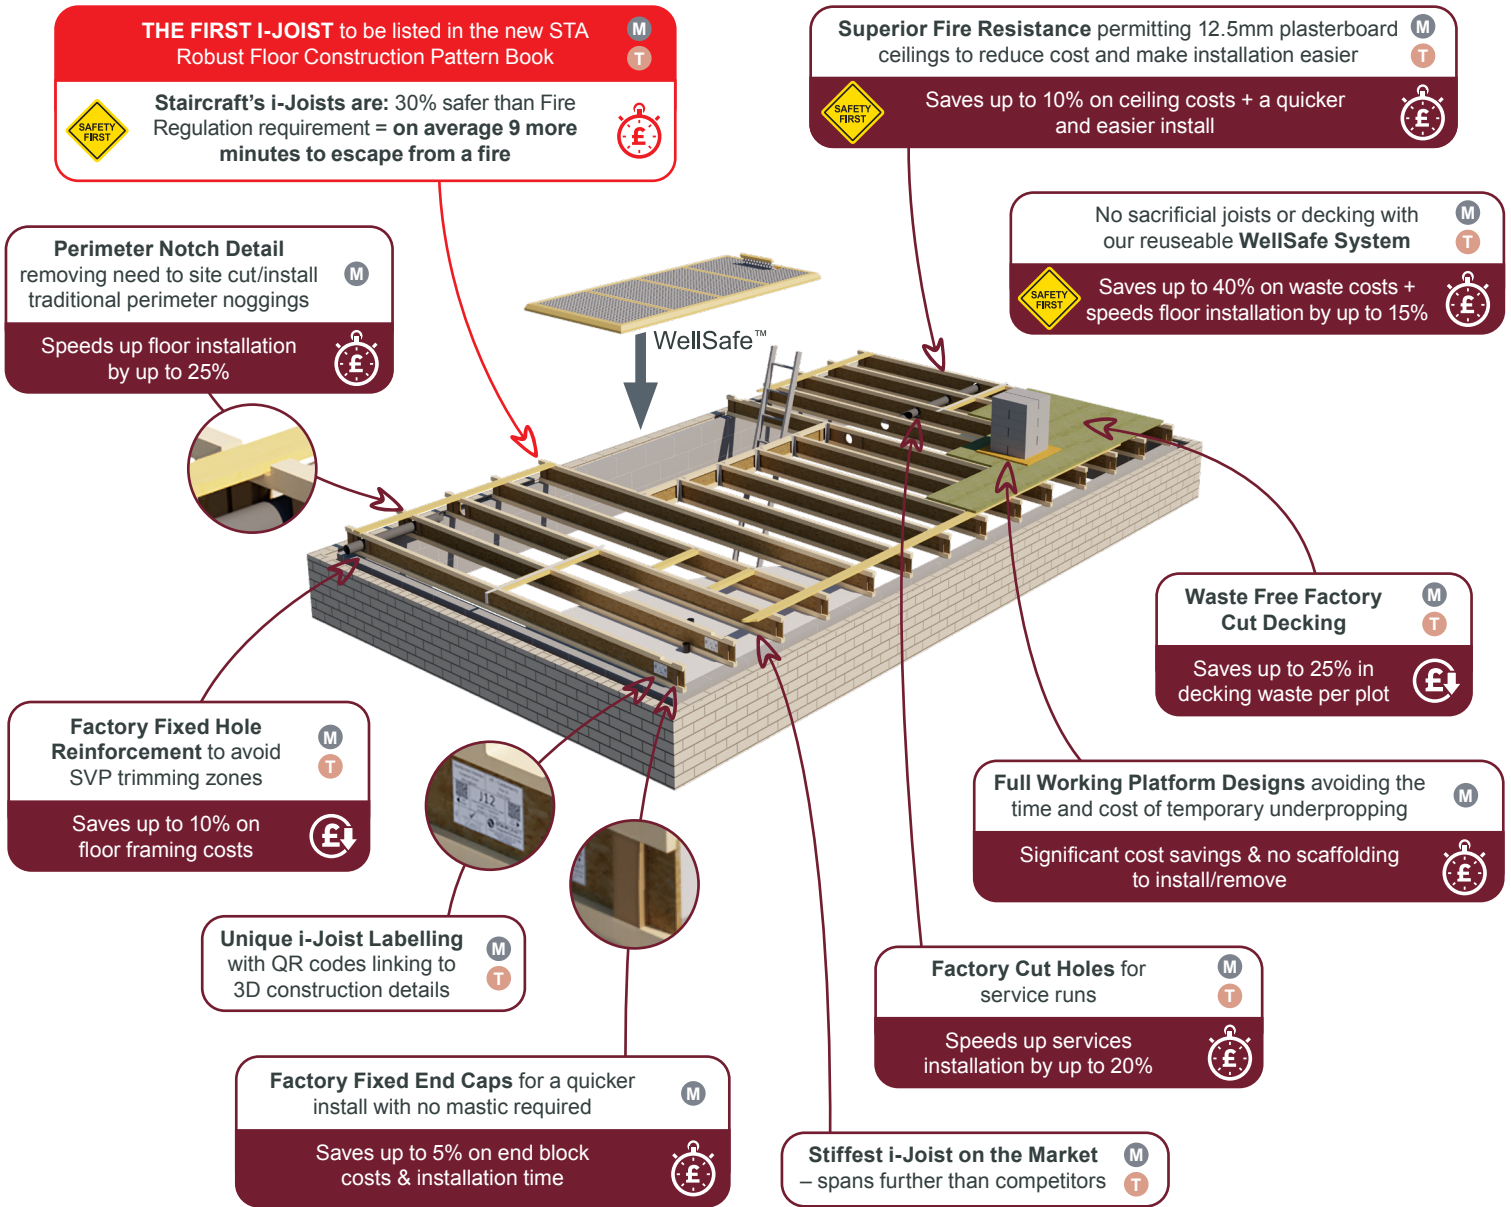 THE FIRST I-JOIST to be listed in the new STA
Robust Floor Construction Pattern Book
M
T
SAFETY
FIRST
Staircraft's i-Joists are: 30% safer than Fire
Regulation requirement = on average 9 more
minutes to escape from a fire
£
Superior Fire Resistance permitting 12.5mm plasterboard
ceilings to reduce cost and make installation easier
M
T
SAFETY
FIRST
Saves up to 10% on ceiling costs + a quicker
and easier install
£
No sacrificial joists or decking with
our reuseable WellSafe System
M
T
SAFETY
FIRST
Saves up to 40% on waste costs +
speeds floor installation by up to 15%
£
Perimeter Notch Detail
removing need to site cut/install
traditional perimeter noggings
M
Speeds up floor installation
by up to 25%
£
WellSafe™
Waste Free Factory
Cut Decking
M
T
Saves up to 25% in
decking waste per plot
£
Factory Fixed Hole
Reinforcement to avoid
SVP trimming zones
M
T
Saves up to 10% on
floor framing costs
£
J12
Full Working Platform Designs avoiding the
time and cost of temporary underpropping
M
Significant cost savings & no scaffolding
to install/remove
£
Unique i-Joist Labelling
with QR codes linking to
3D construction details
M
T
Factory Cut Holes for
service runs
M
T
Speeds up services
installation by up to 20%
£
Factory Fixed End Caps for a quicker
install with no mastic required
M
Saves up to 5% on end block
costs & installation time
£
Stiffest i-Joist on the Market
– spans further than competitors
M
T